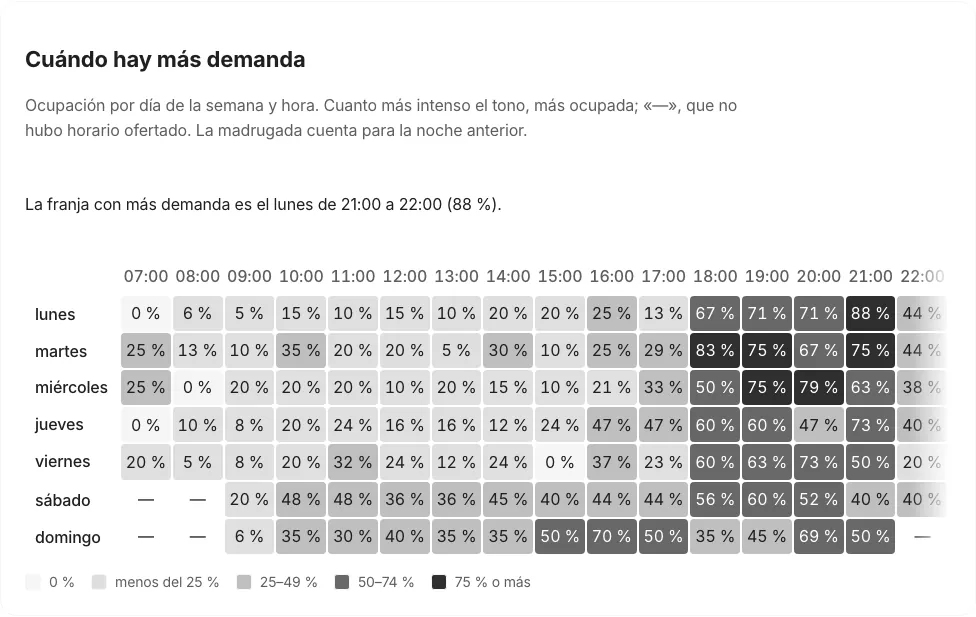 Cuándo hay más demanda
Ocupación por día de la semana y hora. Cuanto más intenso el tono, más ocupada; «—», que no
hubo horario ofertado. La madrugada cuenta para la noche anterior.
La franja con más demanda es el lunes de 21:00 a 22:00 (88 %).
07:00 08:00 09:00 10:00 11:00 12:00 13:00 14:00 15:00 16:00 17:00 18:00 19:00 20:00 21:00 22:00
lunes 0 % 6 % 5 % 15 % 10 % 15 % 10 % 20 % 20 % 25 % 13 % 67 % 71 % 71 % 88 % 44 %
martes 25 % 13 % 10 % 35 % 20 % 20 % 5 % 30 % 10 % 25 % 29 % 83 % 75 % 67 % 75 % 44 %
miércoles 25 % 0 % 20 % 20 % 20 % 10 % 20 % 15 % 10 % 21 % 33 % 50 % 75 % 79 % 63 % 38 %
jueves 0 % 10 % 8 % 20 % 24 % 16 % 16 % 12 % 24 % 47 % 47 % 60 % 60 % 47 % 73 % 40 %
viernes 20 % 5 % 8 % 20 % 32 % 24 % 12 % 24 % 0 % 37 % 23 % 60 % 63 % 73 % 50 % 20 %
sábado — — 20 % 48 % 48 % 36 % 36 % 45 % 40 % 44 % 44 % 56 % 60 % 52 % 40 % 40 %
domingo — — 6 % 35 % 30 % 40 % 35 % 35 % 50 % 70 % 50 % 35 % 45 % 69 % 50 % —
0 % menos del 25 % 25–49 % 50–74 % 75 % o más